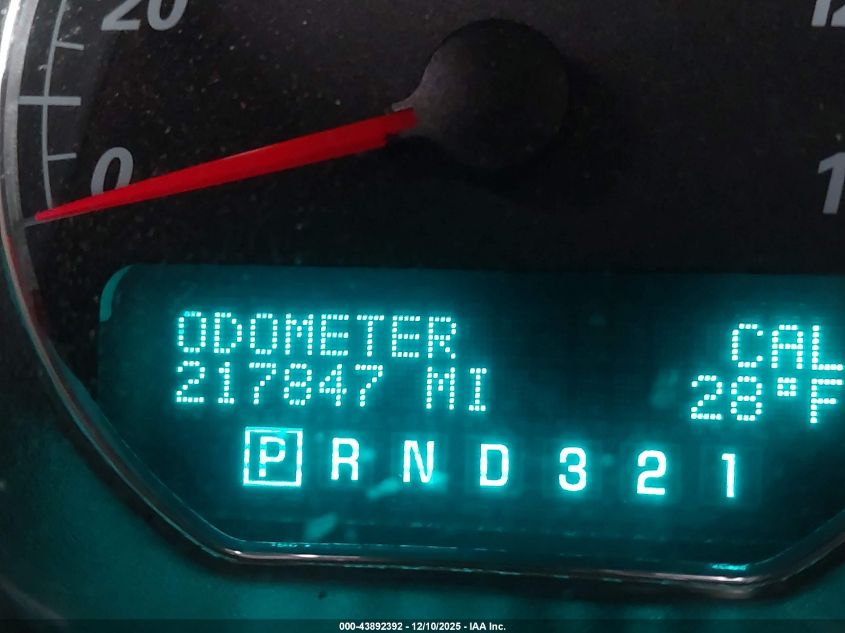 20
0
ODOMETER CAL
217847 MI 28°F
P R N D 3 2 1
000-43892392 - 12/10/2025 - IAA Inc.